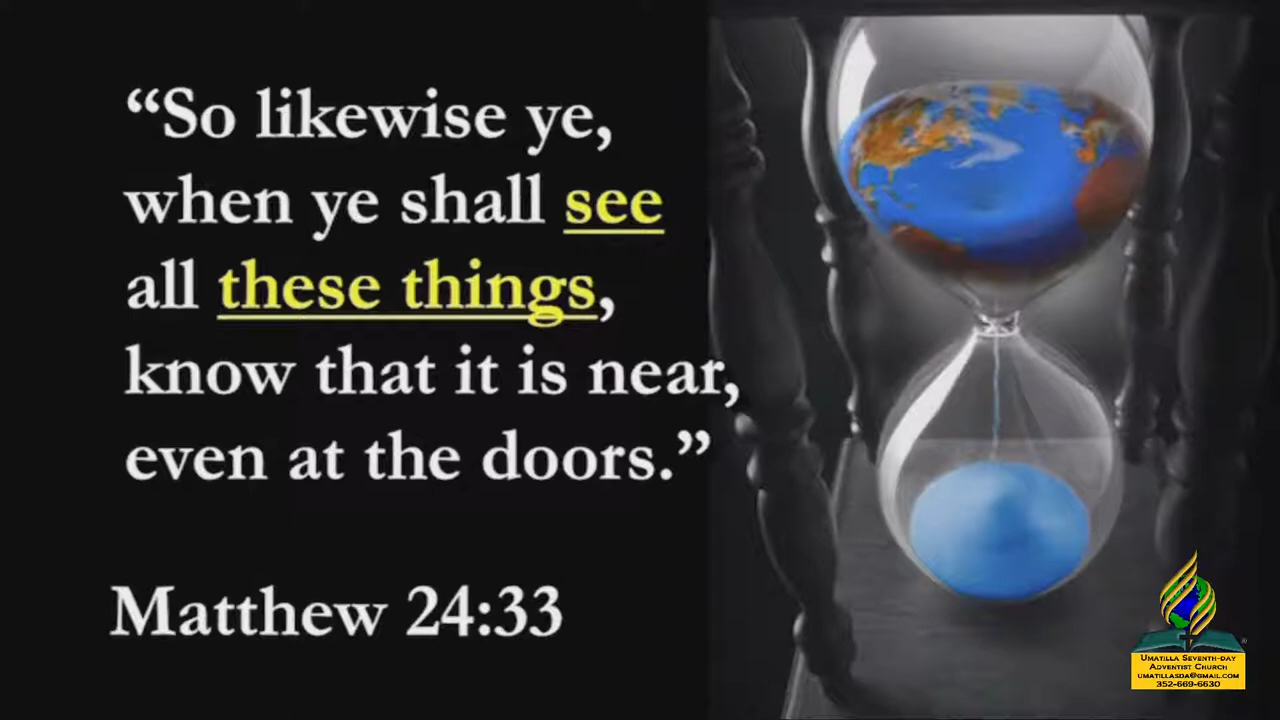 “So likewise ye,
when ye shall see
all these things,
know that it is near,
even at the doors.”
Matthew 24:33
Umatilla Seventh-day
Adventist Church
umatillasda@gmail.com
352-669-6630